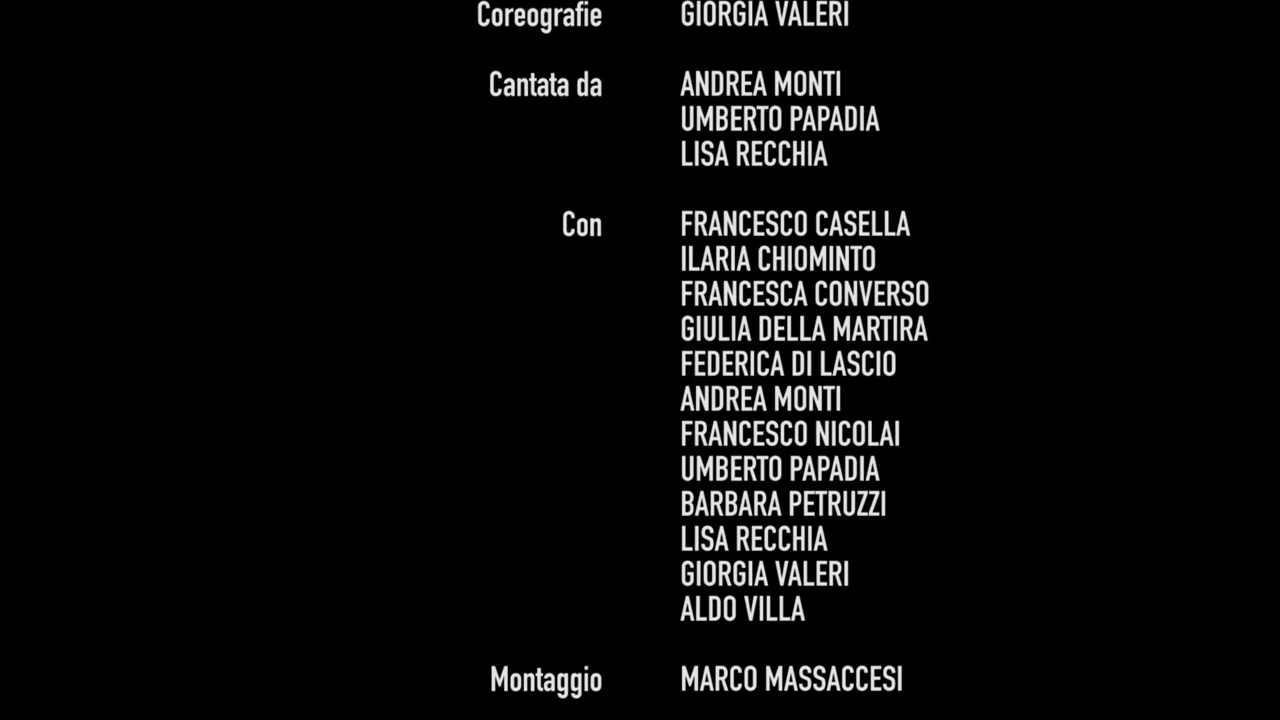 Coreografie GIORGIA VALERI
Cantata da ANDREA MONTI
UMBERTO PAPADIA
LISA RECCHIA
Con FRANCESCO CASELLA
ILARIA CHIOMINTO
FRANCESCA CONVERSO
GIULIA DELLA MARTIRA
FEDERICA DI LASCIO
ANDREA MONTI
FRANCESCO NICOLAI
UMBERTO PAPADIA
BARBARA PETRUZZI
LISA RECCHIA
GIORGIA VALERI
ALDO VILLA
Montaggio MARCO MASSACCESI